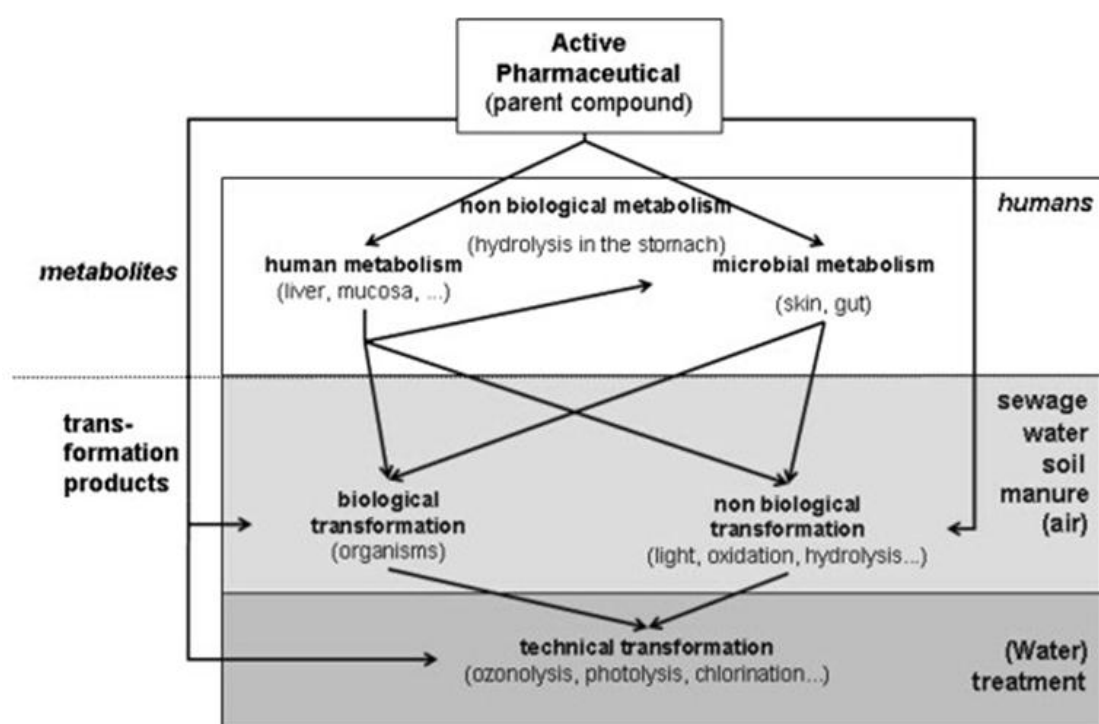 Active
Pharmaceutical
(parent compound)
humans
non biological metabolism
(hydrolysis in the stomach)
metabolites
human metabolism
(liver, mucosa, ...)
microbial metabolism
(skin, gut)
trans-
formation
products
sewage
water
soil
manure
(air)
biological
transformation
(organisms)
non biological
transformation
(light, oxidation, hydrolysis...)
technical transformation
(ozonolysis, photolysis, chlorination...)
(Water)
treatment